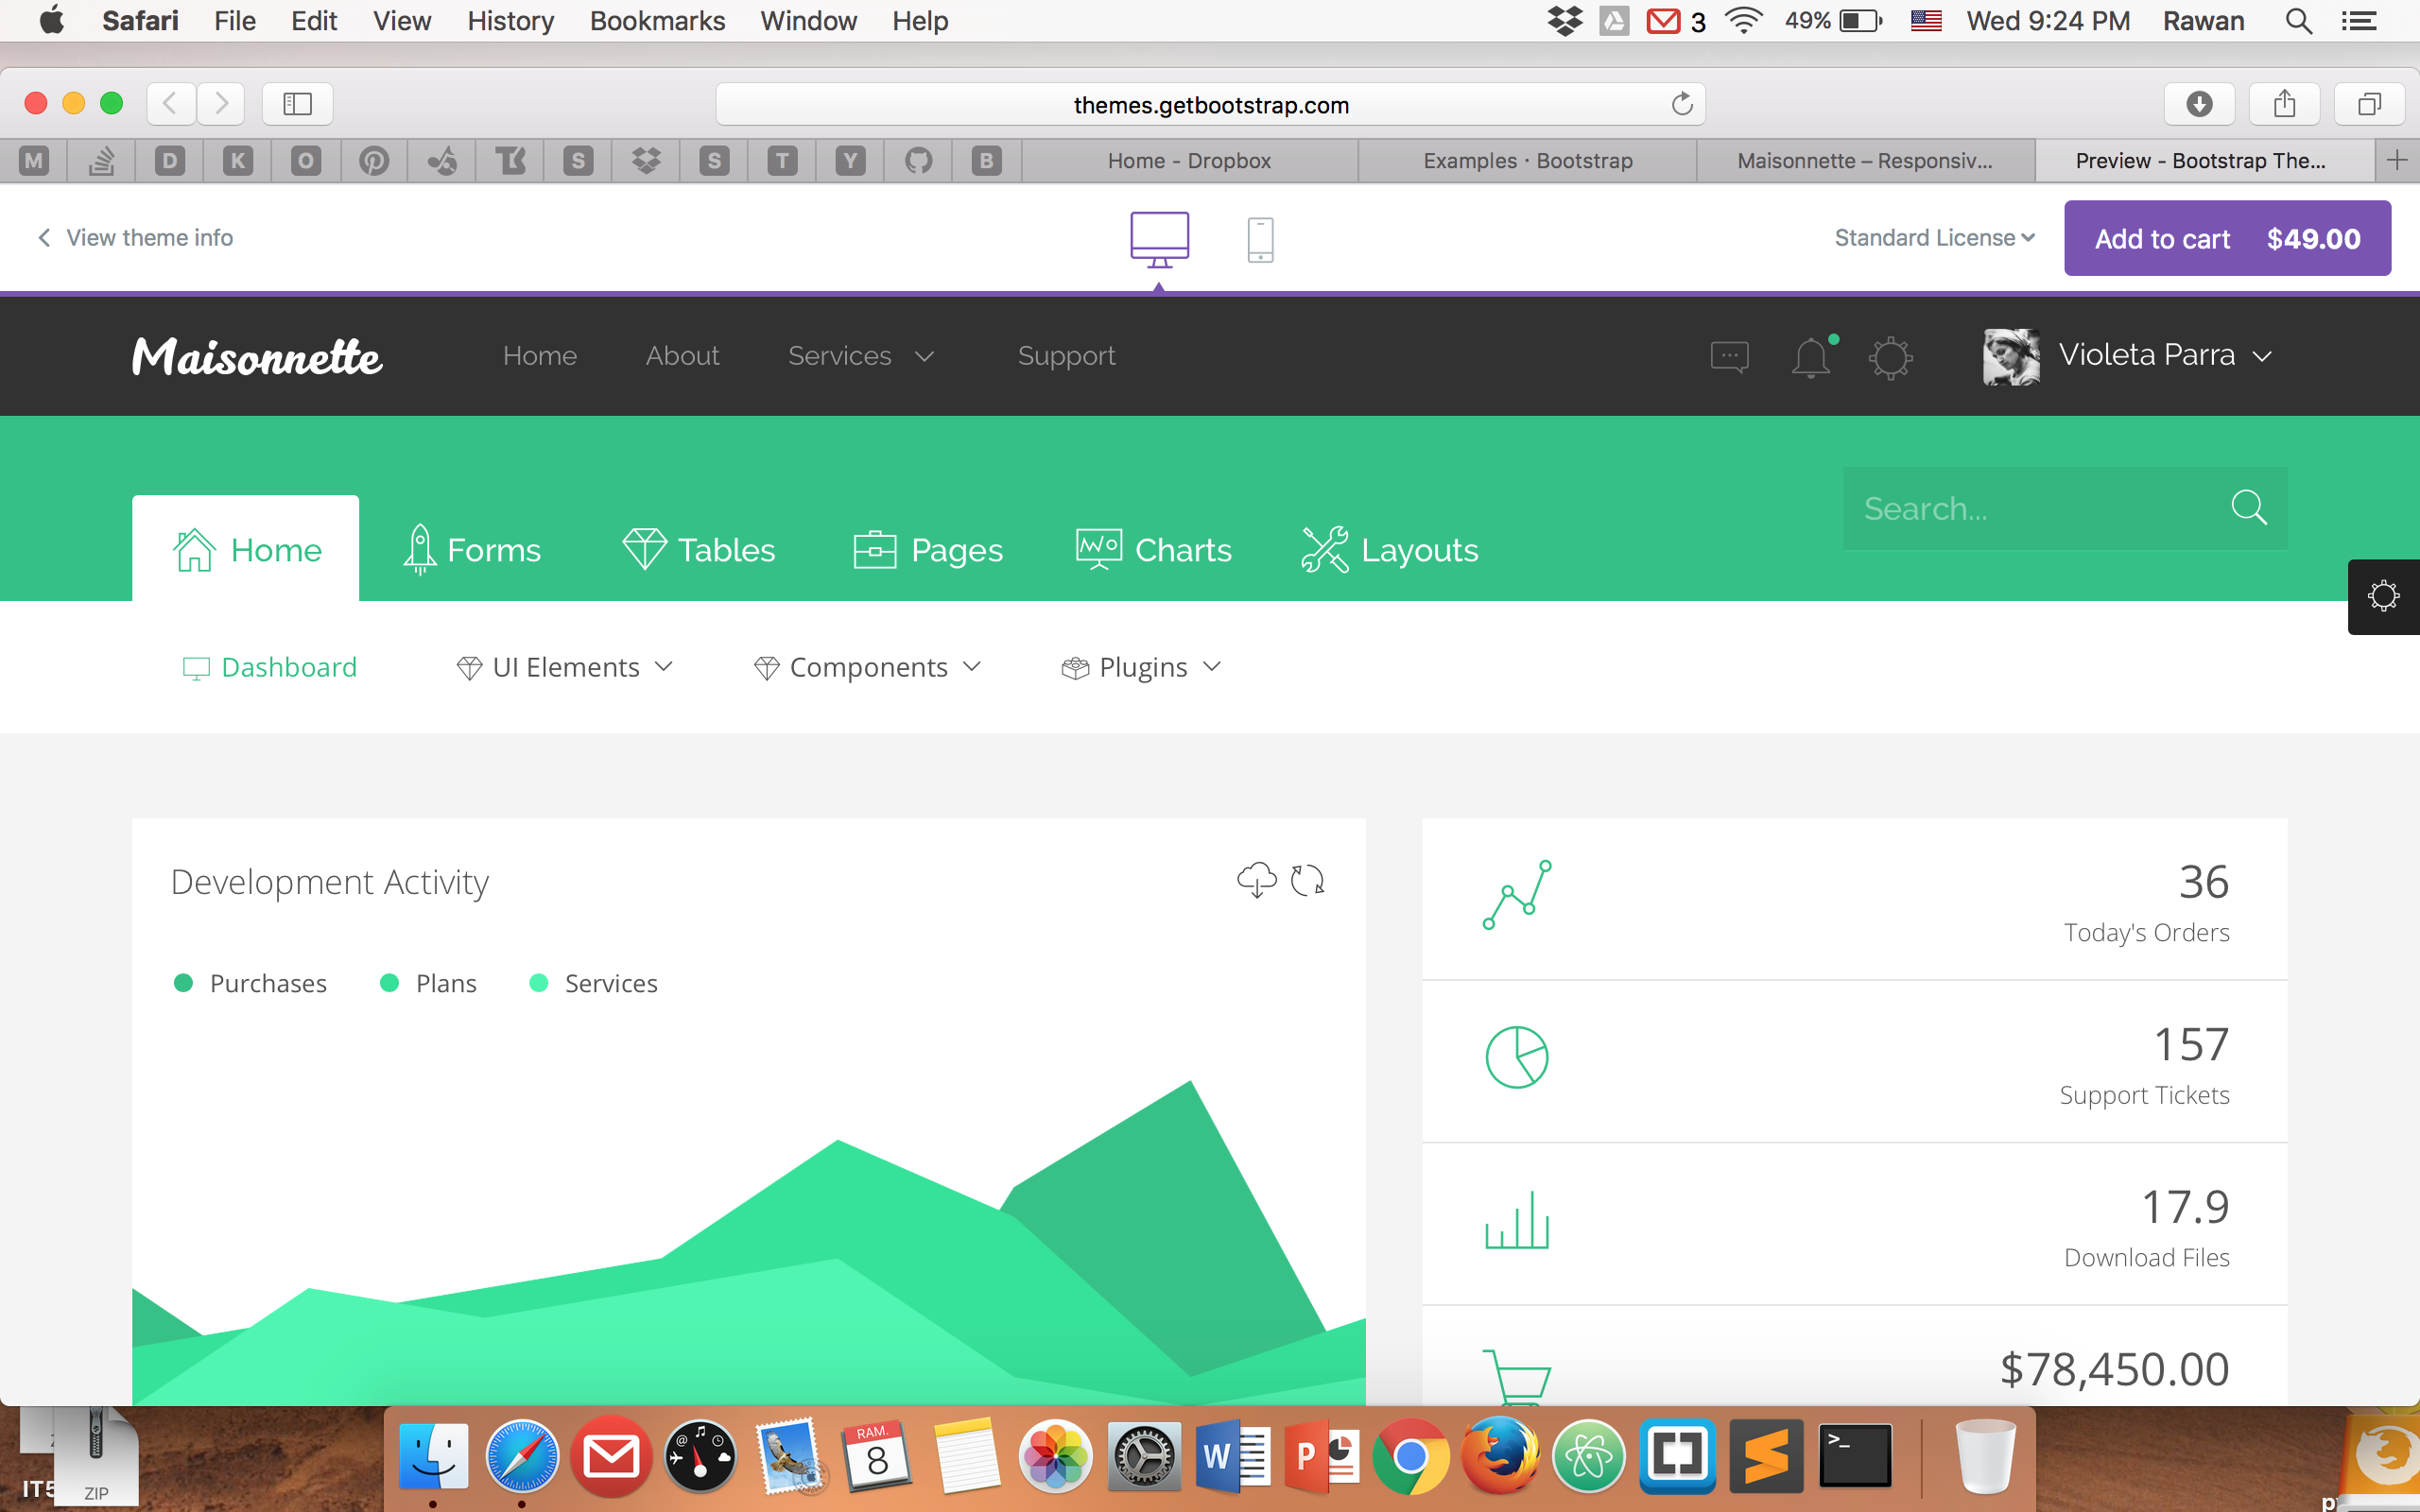 Safari File Edit View History Bookmarks Window Help 3 49% Wed 9:24 PM Rawan
themes.getbootstrap.com
M D K O S S T Y B Home - Dropbox Examples · Bootstrap Maisonnette – Responsiv... Preview - Bootstrap The...
View theme info Standard License Add to cart $49.00
Maisonnette Home About Services Support Violeta Parra
Search...
Home Forms Tables Pages Charts Layouts
Dashboard UI Elements Components Plugins
Development Activity
Purchases Plans Services
36
Today's Orders
157
Support Tickets
17.9
Download Files
$78,450.00
RAM.
8
W P >_
ZIP